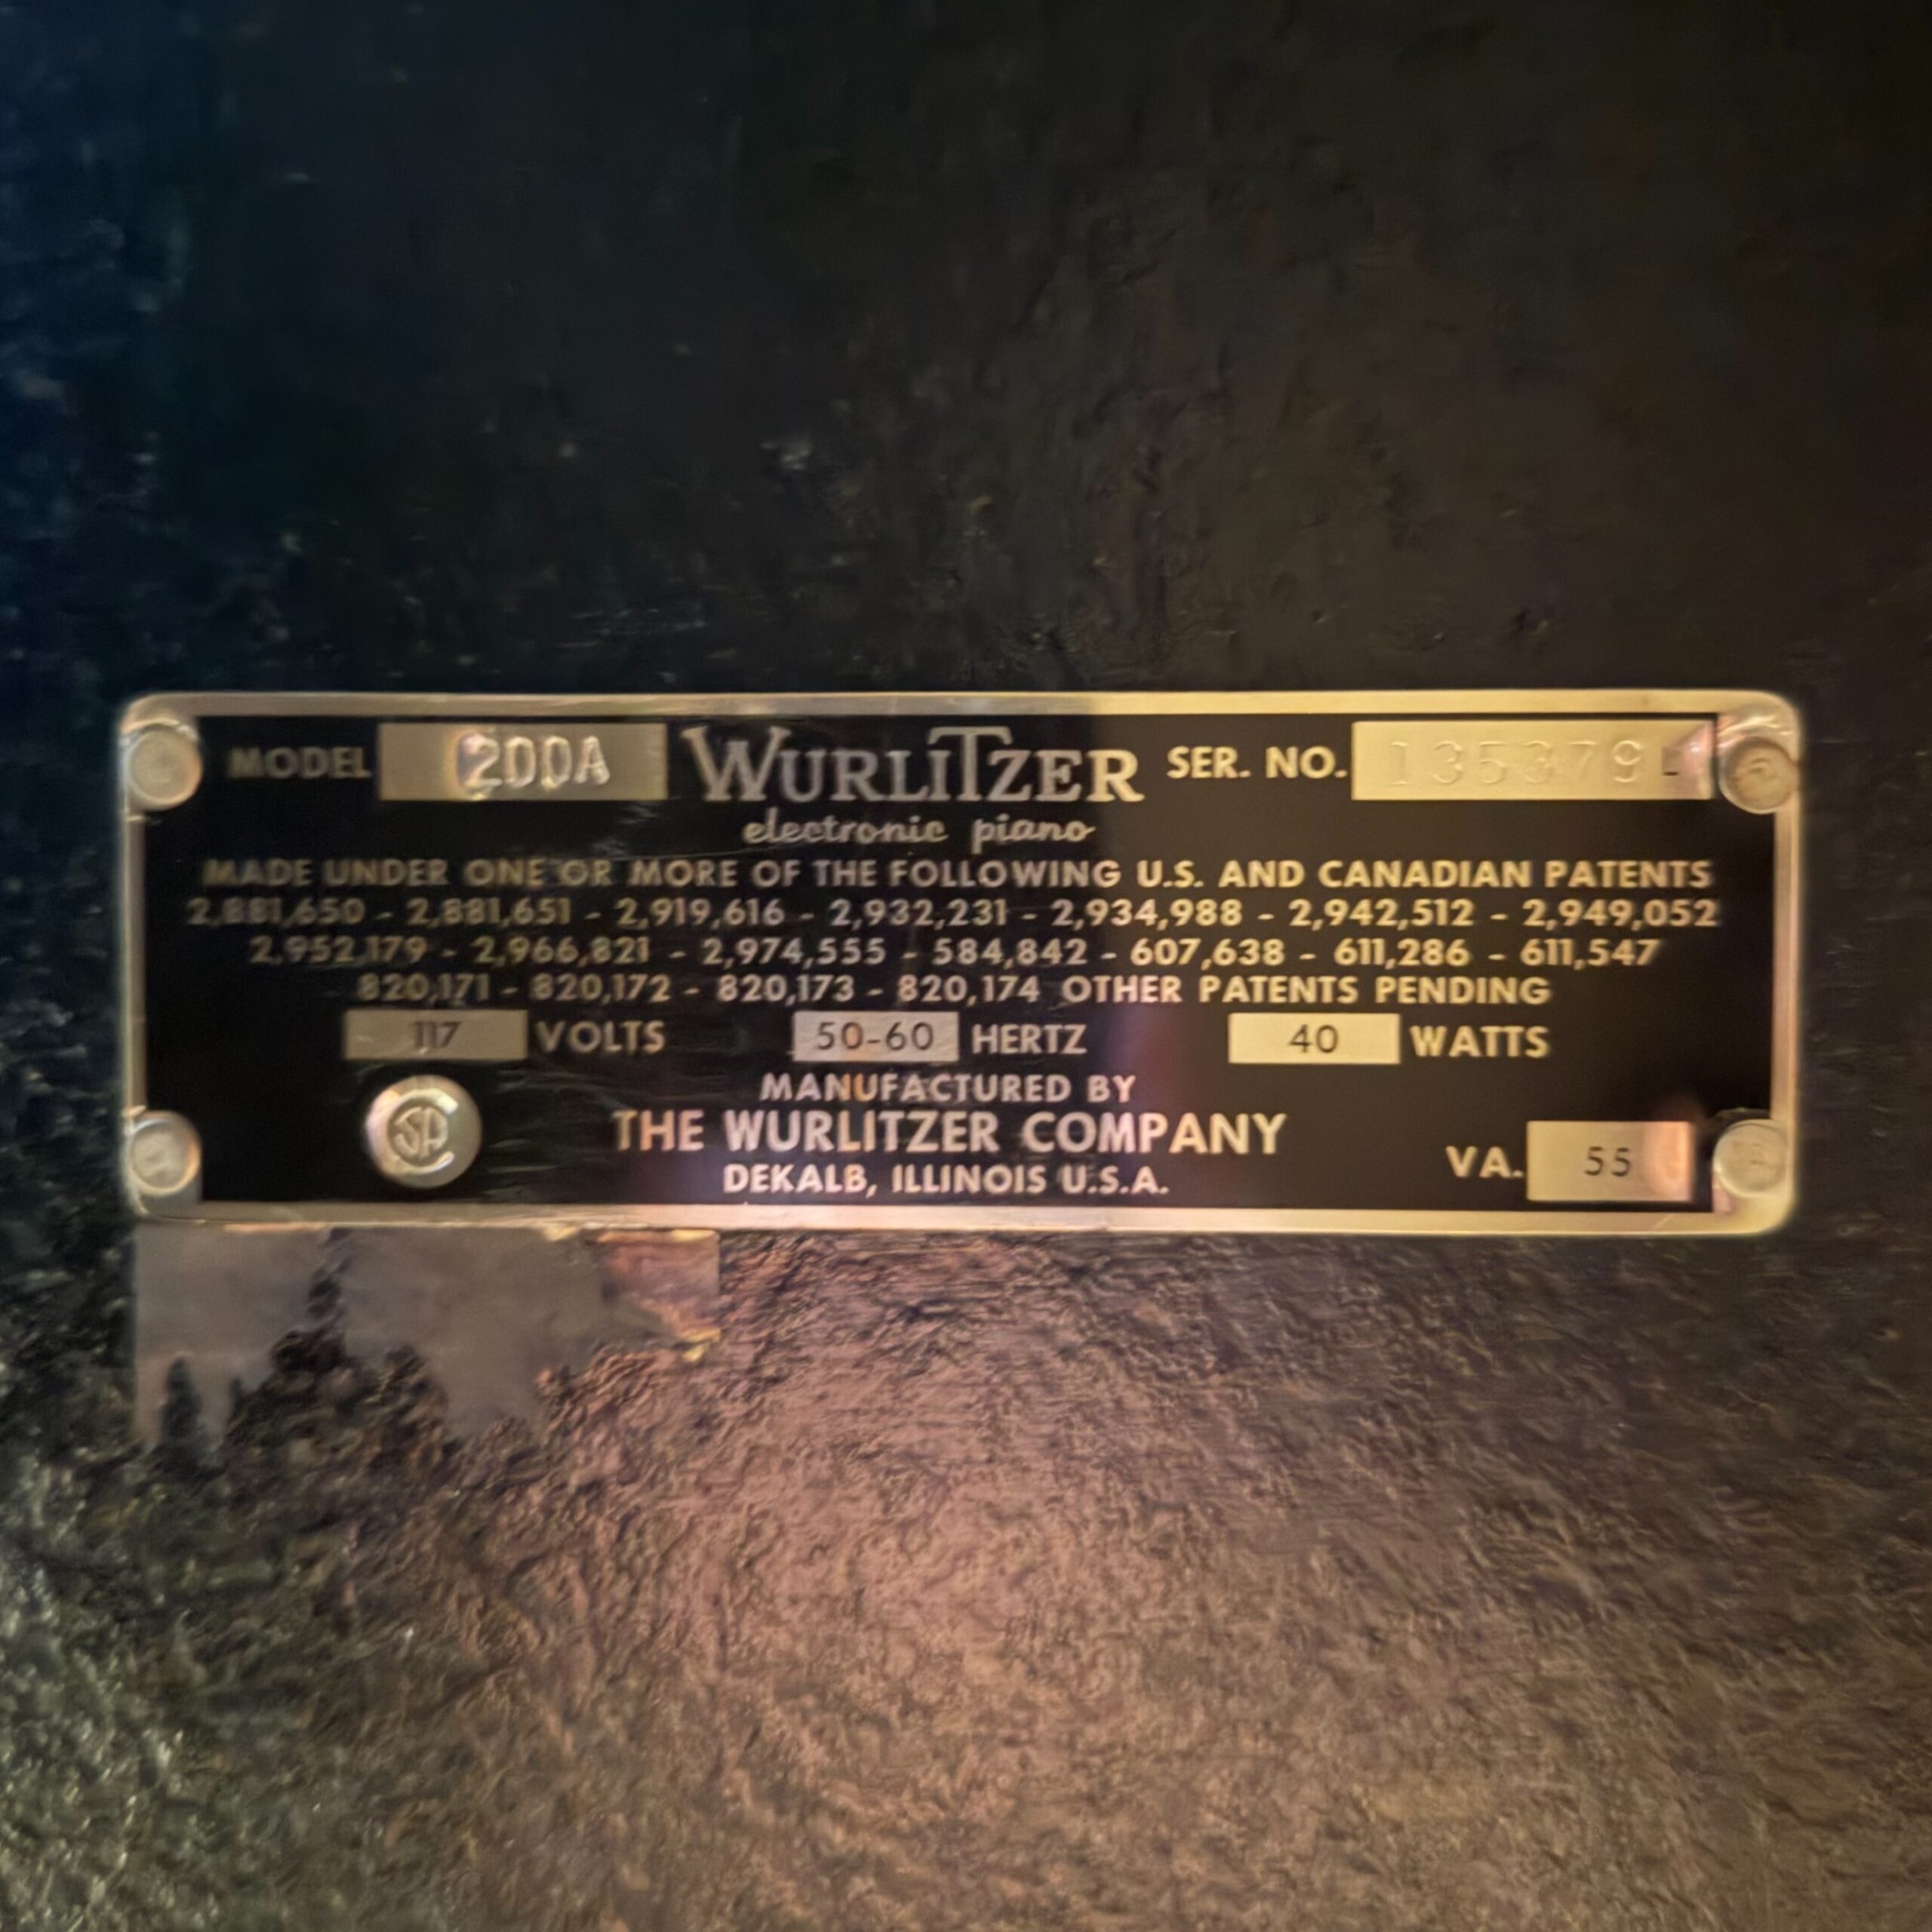 MODEL 200A WURLITZER SER. NO. 135379L
electronic piano
MADE UNDER ONE OR MORE OF THE FOLLOWING U.S. AND CANADIAN PATENTS
2,881,650 - 2,881,651 - 2,919,616 - 2,932,231 - 2,934,988 - 2,942,512 - 2,949,052
2,952,179 - 2,966,821 - 2,974,555 - 584,842 - 607,638 - 611,286 - 611,547
820,171 - 820,172 - 820,173 - 820,174 OTHER PATENTS PENDING
117 VOLTS 50-60 HERTZ 40 WATTS
MANUFACTURED BY
THE WURLITZER COMPANY
DEKALB, ILLINOIS U.S.A.
SA
VA. 55